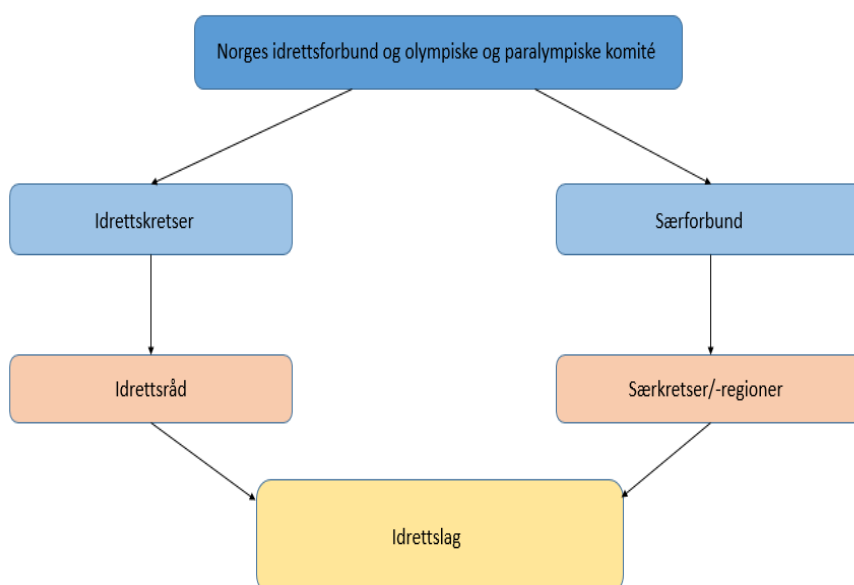 Norges idrettsforbund og olympiske og paralympiske komité
Idrettskretser
Særforbund
Idrettsråd
Særkretser/-regioner
Idrettslag